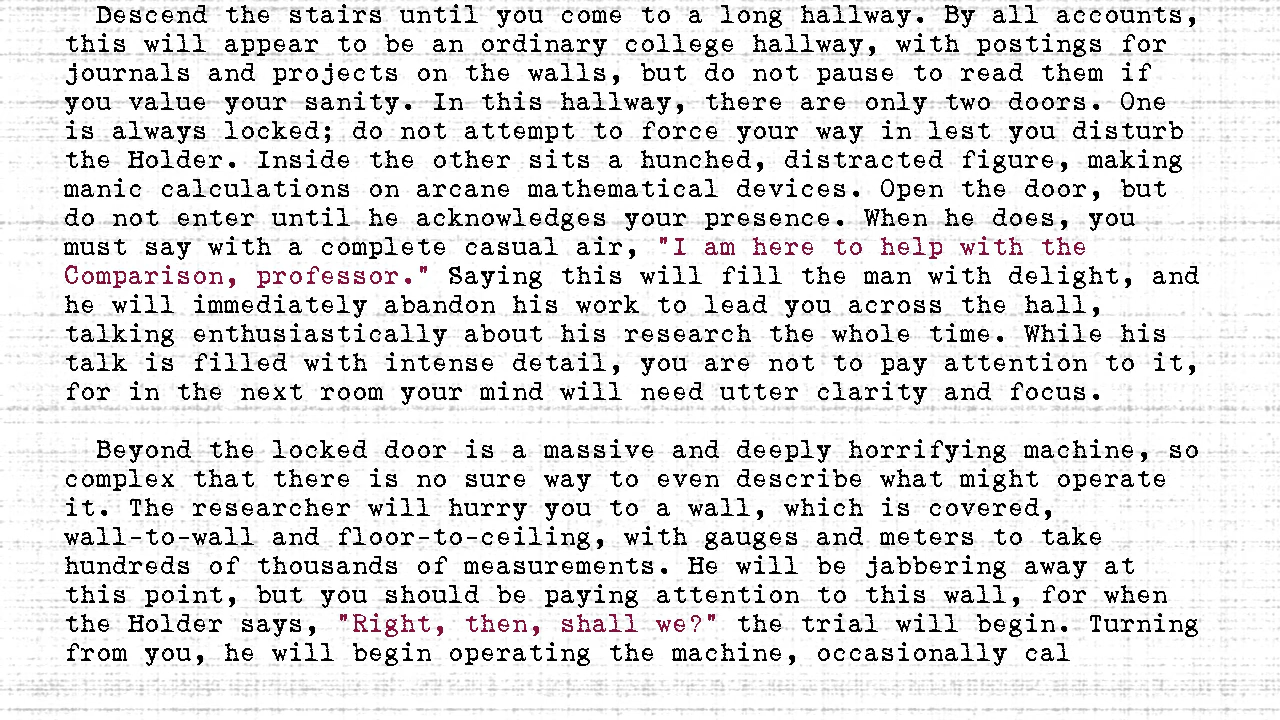 Descend the stairs until you come to a long hallway. By all accounts,
this will appear to be an ordinary college hallway, with postings for
journals and projects on the walls, but do not pause to read them if
you value your sanity. In this hallway, there are only two doors. One
is always locked; do not attempt to force your way in lest you disturb
the Holder. Inside the other sits a hunched, distracted figure, making
manic calculations on arcane mathematical devices. Open the door, but
do not enter until he acknowledges your presence. When he does, you
must say with a complete casual air, "I am here to help with the
Comparison, professor." Saying this will fill the man with delight, and
he will immediately abandon his work to lead you across the hall,
talking enthusiastically about his research the whole time. While his
talk is filled with intense detail, you are not to pay attention to it,
for in the next room your mind will need utter clarity and focus.
Beyond the locked door is a massive and deeply horrifying machine, so
complex that there is no sure way to even describe what might operate
it. The researcher will hurry you to a wall, which is covered,
wall-to-wall and floor-to-ceiling, with gauges and meters to take
hundreds of thousands of measurements. He will be jabbering away at
this point, but you should be paying attention to this wall, for when
the Holder says, "Right, then, shall we?" the trial will begin. Turning
from you, he will begin operating the machine, occasionally cal